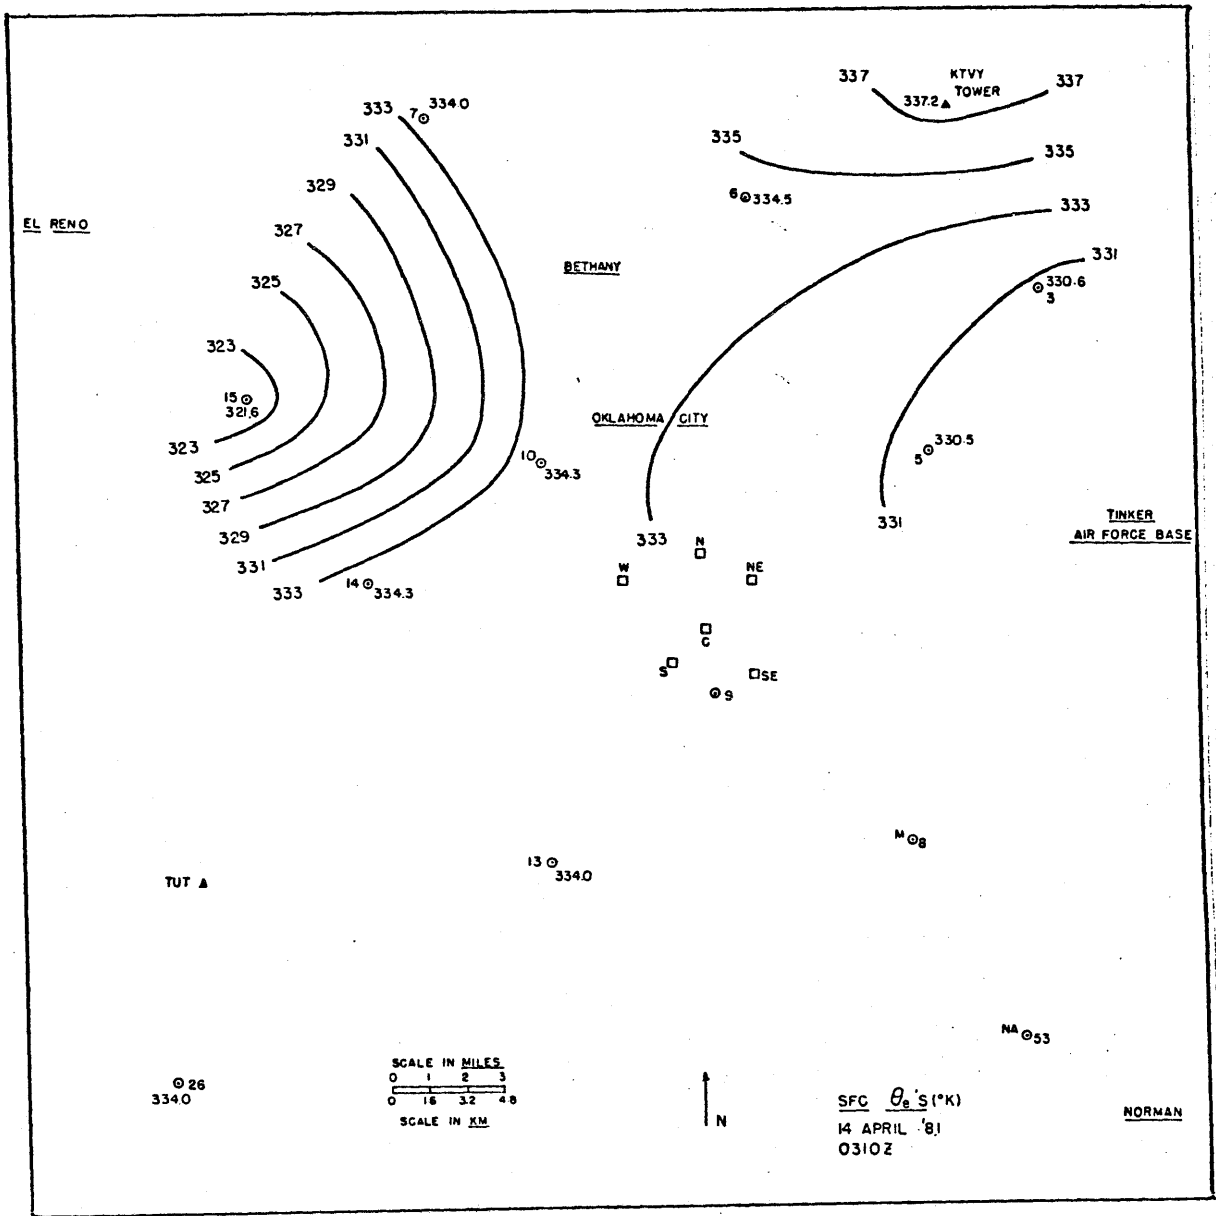 337
KTVY
TOWER
337
337.2
333
334.0
7
331
335
335
329
6 334.5
333
EL RENO
327
BETHANY
331
325
330.6
3
323
15
321.6
OKLAHOMA CITY
323
10
334.3
330.5
5
325
327
329
331
333
14
334.3
333
331
TINKER
AIR FORCE BASE
N
W
NE
C
S
SE
9
M 8
13
334.0
TUT
NA 53
26
334.0
SCALE IN MILES
0 1 2 3
0 1.6 3.2 4.8
SCALE IN KM
N
SFC θe'S (°K)
14 APRIL '81
0310Z
NORMAN